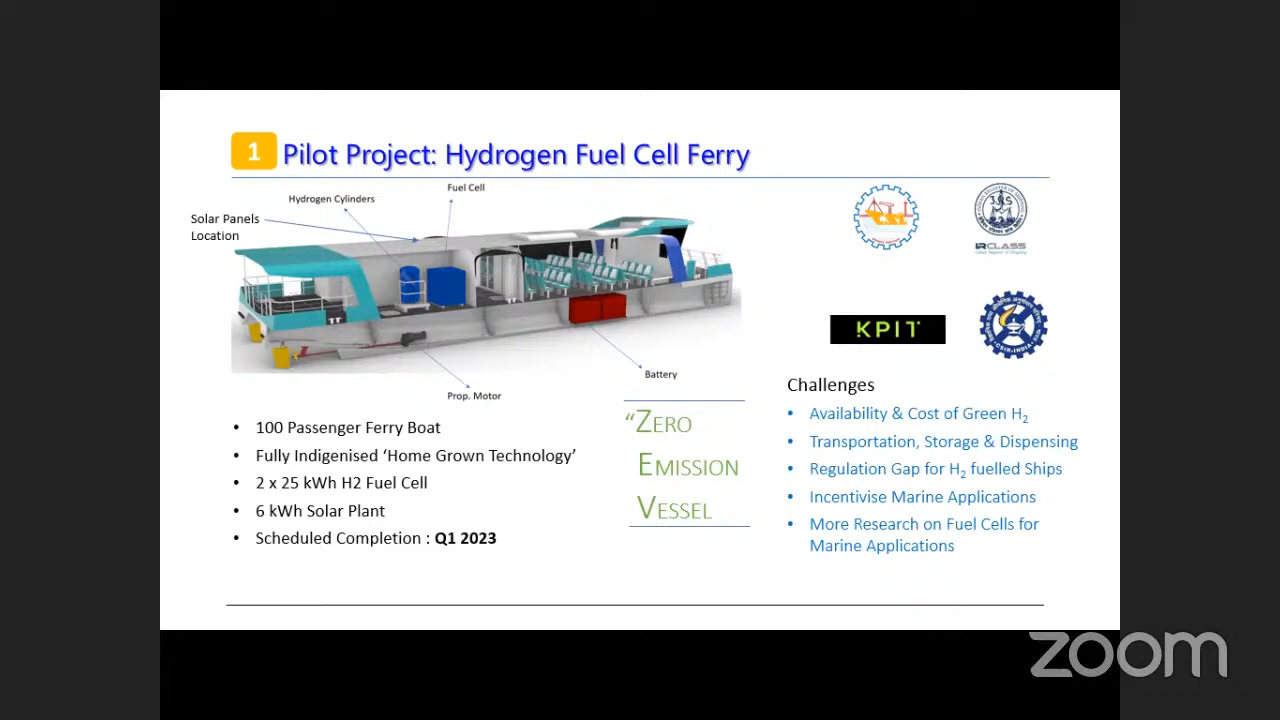 1 Pilot Project: Hydrogen Fuel Cell Ferry
Fuel Cell
Hydrogen Cylinders
Solar Panels
Location
Battery
Prop. Motor
IRCLASS
KPIT
CSIR-INDIA
100 Passenger Ferry Boat
Fully Indigenised ‘Home Grown Technology’
2 x 25 kWh H2 Fuel Cell
6 kWh Solar Plant
Scheduled Completion : Q1 2023
“ZERO
EMISSION
VESSEL
Challenges
Availability & Cost of Green H₂
Transportation, Storage & Dispensing
Regulation Gap for H₂ fuelled Ships
Incentivise Marine Applications
More Research on Fuel Cells for
Marine Applications
zoom